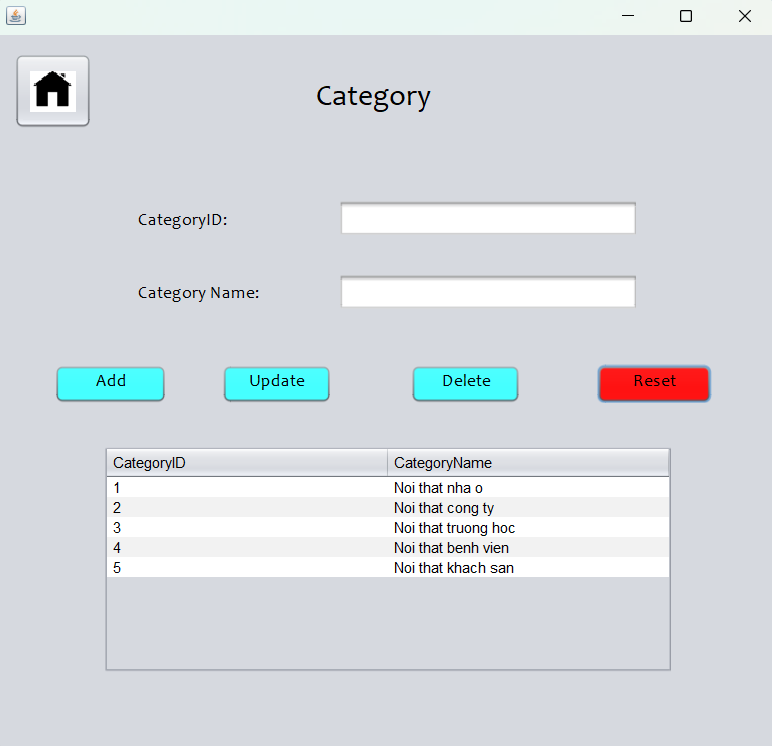 Category
CategoryID:
Category Name:
Add Update Delete Reset
CategoryID CategoryName
1 Noi that nha o
2 Noi that cong ty
3 Noi that truong hoc
4 Noi that benh vien
5 Noi that khach san